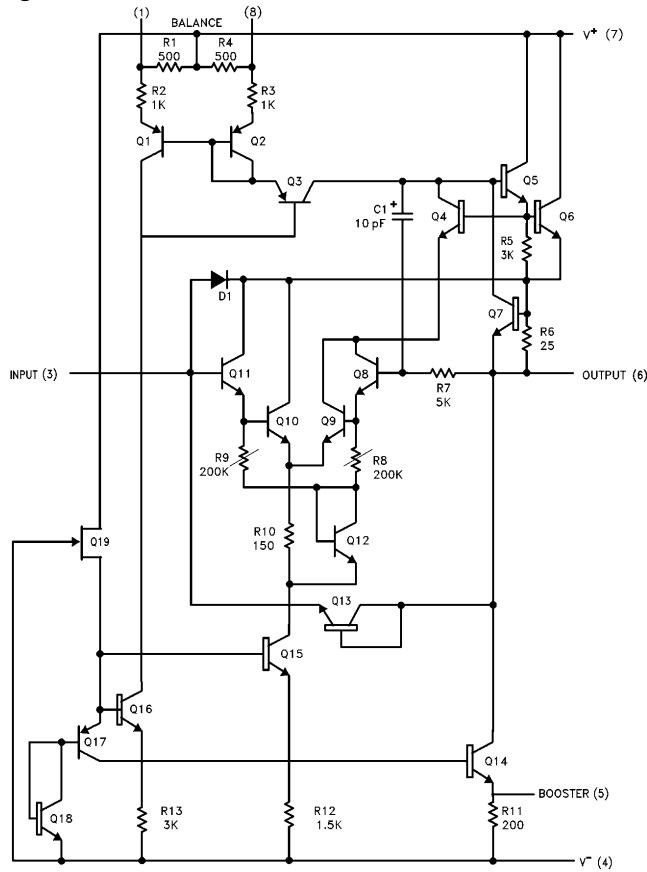 (1)
(8)
BALANCE
V+ (7)
R1
500
R4
500
R2
1K
R3
1K
Q1
Q2
Q3
Q5
C1
+
10 pF
Q4
Q6
R5
3K
D1
Q7
R6
25
INPUT (3)
Q11
Q8
R7
5K
OUTPUT (6)
Q10
Q9
R9
200K
R8
200K
R10
150
Q12
Q19
Q13
Q15
Q16
Q17
Q14
BOOSTER (5)
Q18
R13
3K
R12
1.5K
R11
200
V- (4)